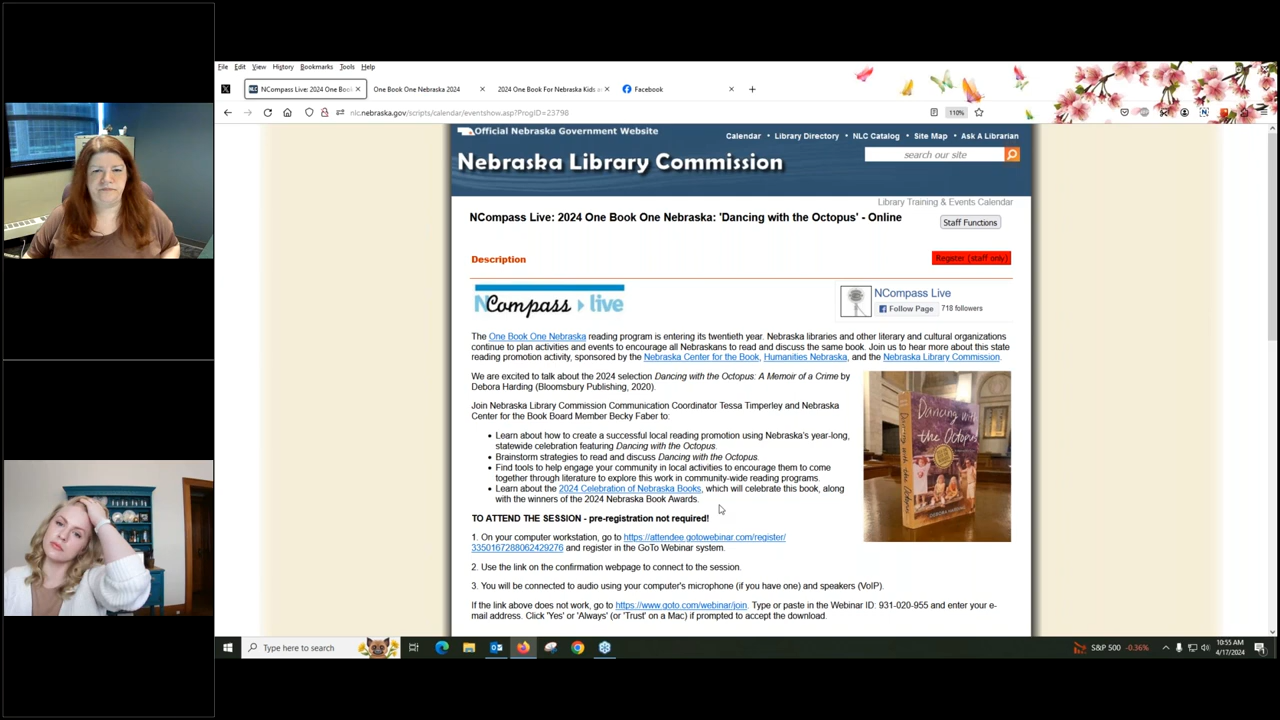 File Edit View History Bookmarks Tools Help
NCompass Live: 2024 One Boo
One Book One Nebraska 2024
2024 One Book For Nebraska Kids a
Facebook
nlc.nebraska.gov/scripts/calendar/eventshow.asp?ProgID=23798
110%
Official Nebraska Government Website
Calendar • Library Directory • NLC Catalog • Site Map • Ask A Librarian
Nebraska Library Commission
search our site
Library Training & Events Calendar
NCompass Live: 2024 One Book One Nebraska: 'Dancing with the Octopus' - Online
Staff Functions
Description
Register (staff only)
NCompass live
NCompass Live
Follow Page 718 followers
The One Book One Nebraska reading program is entering its twentieth year. Nebraska libraries and other literary and cultural organizations
continue to plan activities and events to encourage all Nebraskans to read and discuss the same book. Join us to hear more about this state
reading promotion activity, sponsored by the Nebraska Center for the Book, Humanities Nebraska, and the Nebraska Library Commission.
We are excited to talk about the 2024 selection Dancing with the Octopus: A Memoir of a Crime by
Debora Harding (Bloomsbury Publishing, 2020).
Join Nebraska Library Commission Communication Coordinator Tessa Timperley and Nebraska
Center for the Book Board Member Becky Faber to:
• Learn about how to create a successful local reading promotion using Nebraska's year-long,
statewide celebration featuring Dancing with the Octopus.
• Brainstorm strategies to read and discuss Dancing with the Octopus.
• Find tools to help engage your community in local activities to encourage them to come
together through literature to explore this work in community-wide reading programs.
• Learn about the 2024 Celebration of Nebraska Books, which will celebrate this book, along
with the winners of the 2024 Nebraska Book Awards.
Dancing with
the Octopus
DEBORA HARDING
TO ATTEND THE SESSION - pre-registration not required!
1. On your computer workstation, go to https://attendee.gotowebinar.com/register/
3350167288062429276 and register in the GoTo Webinar system.
2. Use the link on the confirmation webpage to connect to the session.
3. You will be connected to audio using your computer's microphone (if you have one) and speakers (VoIP).
If the link above does not work, go to https://www.goto.com/webinar/join. Type or paste in the Webinar ID: 931-020-955 and enter your e-
mail address. Click 'Yes' or 'Always' (or 'Trust' on a Mac) if prompted to accept the download.
Type here to search
S&P 500 -0.36%
10:55 AM
4/17/2024